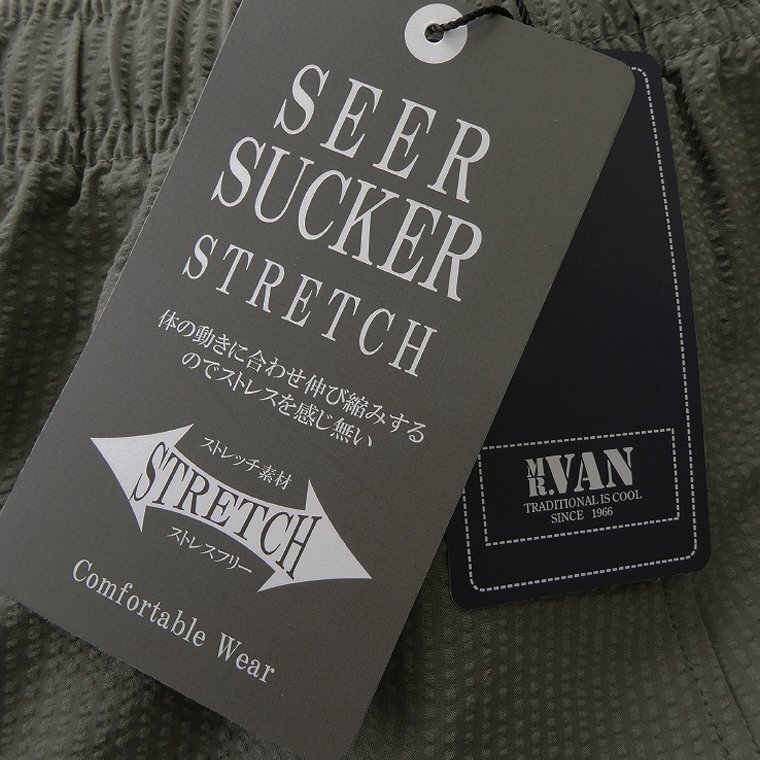 SEER
SUCKER
STRETCH
体の動きに合わせ伸び縮みする
のでストレスを感じ無い
ストレッチ素材
STRETCH
ストレスフリー
Comfortable Wear
MR.VAN
TRADITIONAL IS COOL
SINCE 1966